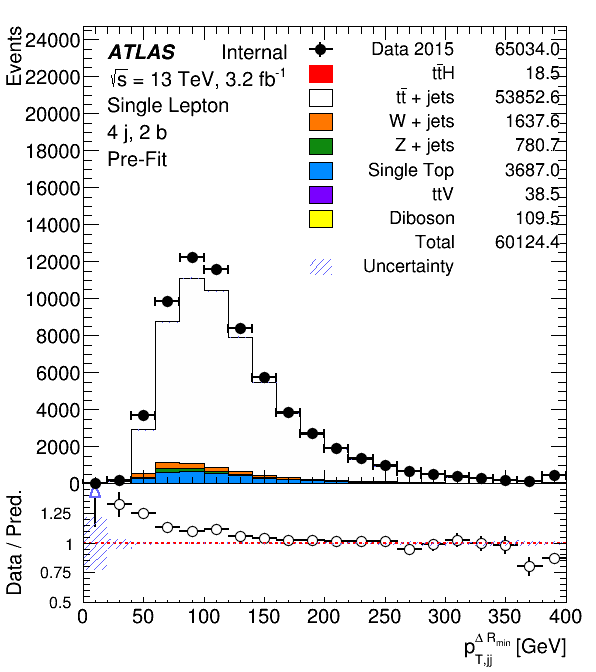 ATLAS Internal
√s = 13 TeV, 3.2 fb-1
Single Lepton
4 j, 2 b
Pre-Fit
Data 2015 65034.0
tt̄H 18.5
tt̄ + jets 53852.6
W + jets 1637.6
Z + jets 780.7
Single Top 3687.0
ttV 38.5
Diboson 109.5
Total 60124.4
Uncertainty
Events
24000
22000
20000
18000
16000
14000
12000
10000
8000
6000
4000
2000
0
Data / Pred.
1.25
1
0.75
0.5
0 50 100 150 200 250 300 350 400
p T,jj Δ Rmin [GeV]